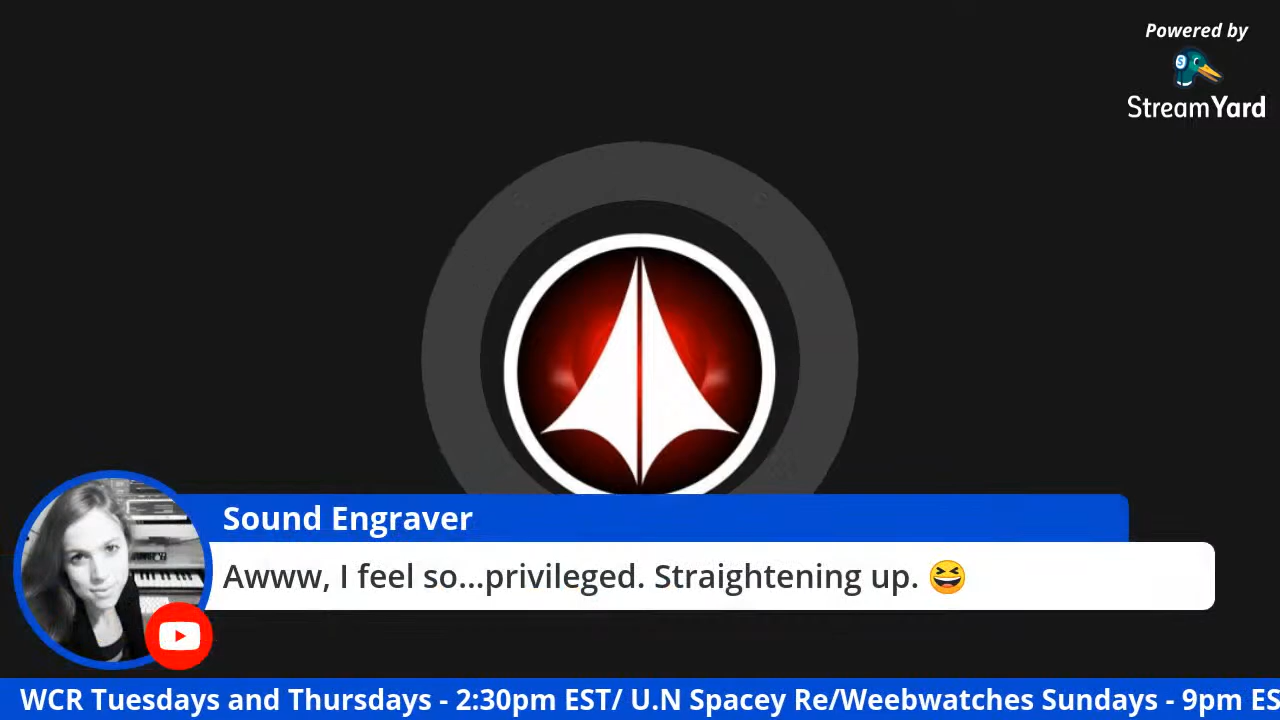 Powered by
StreamYard
Sound Engraver
Awww, I feel so...privileged. Straightening up. 😆
WCR Tuesdays and Thursdays - 2:30pm EST/ U.N Spacey Re/Weebwatches Sundays - 9pm ES